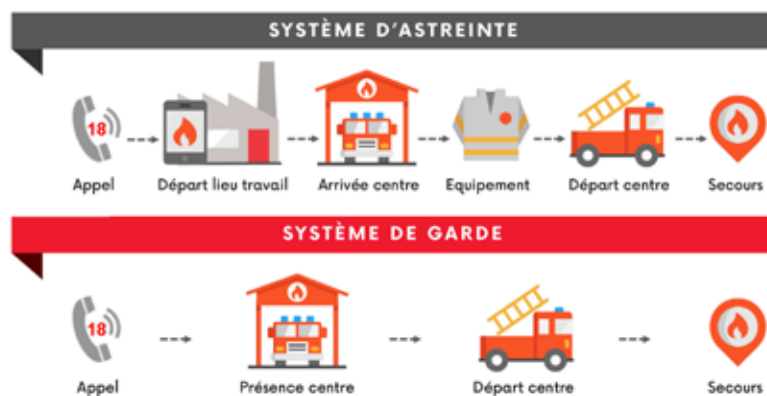 SYSTÈME D'ASTREINTE
18
Appel
Départ lieu travail
Arrivée centre
Equipement
Départ centre
Secours
SYSTÈME DE GARDE
18
Appel
Présence centre
Départ centre
Secours